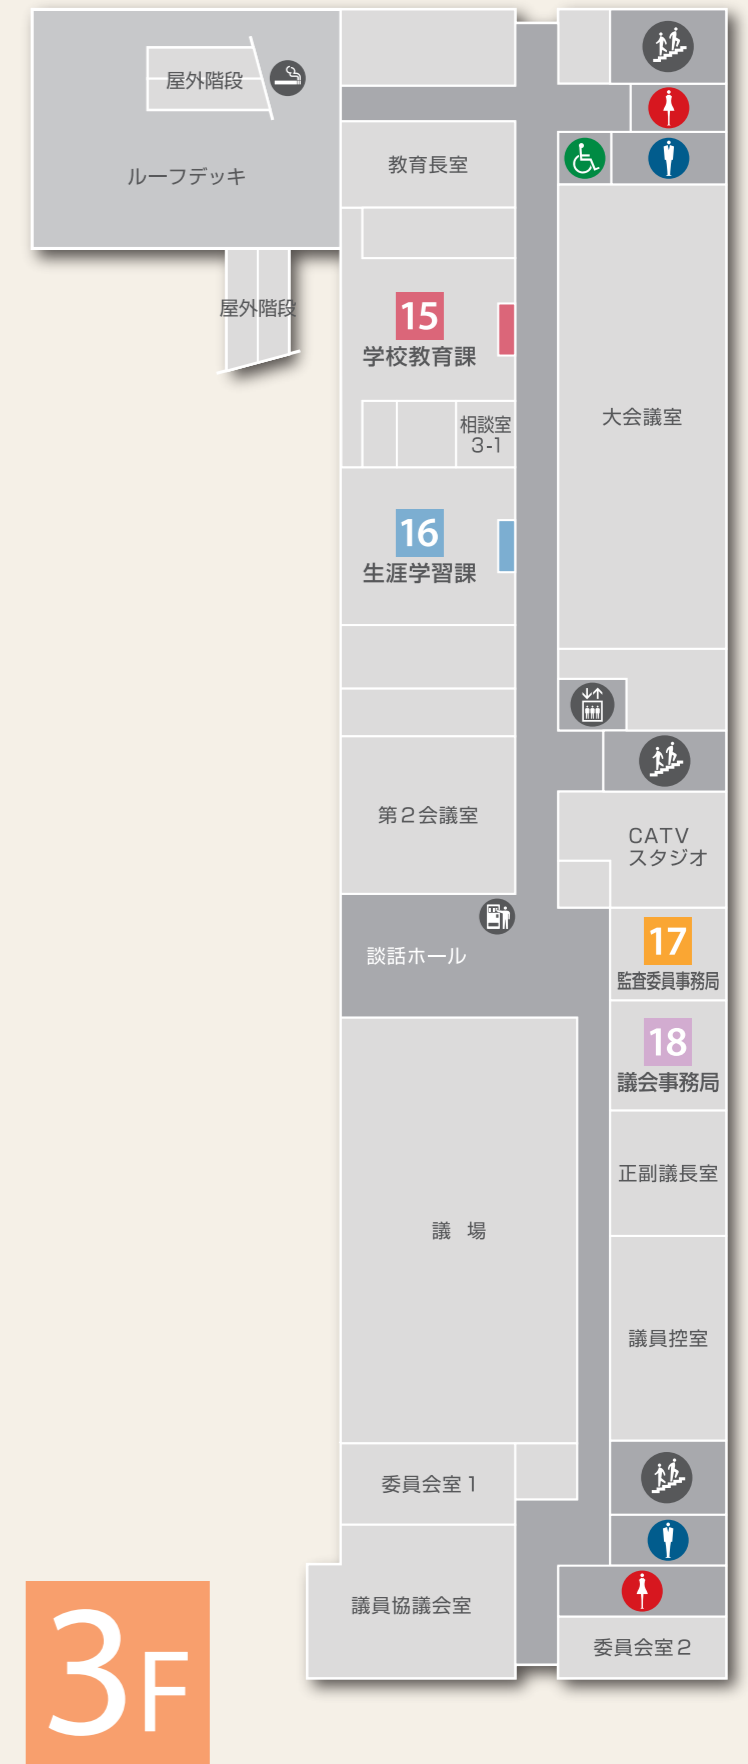 屋外階段
ルーフデッキ
屋外階段
教育長室
15
学校教育課
相談室
3-1
大会議室
16
生涯学習課
第2会議室
CATV
スタジオ
談話ホール
17
監査委員事務局
18
議会事務局
正副議長室
議 場
議員控室
委員会室1
議員協議会室
委員会室2
3F